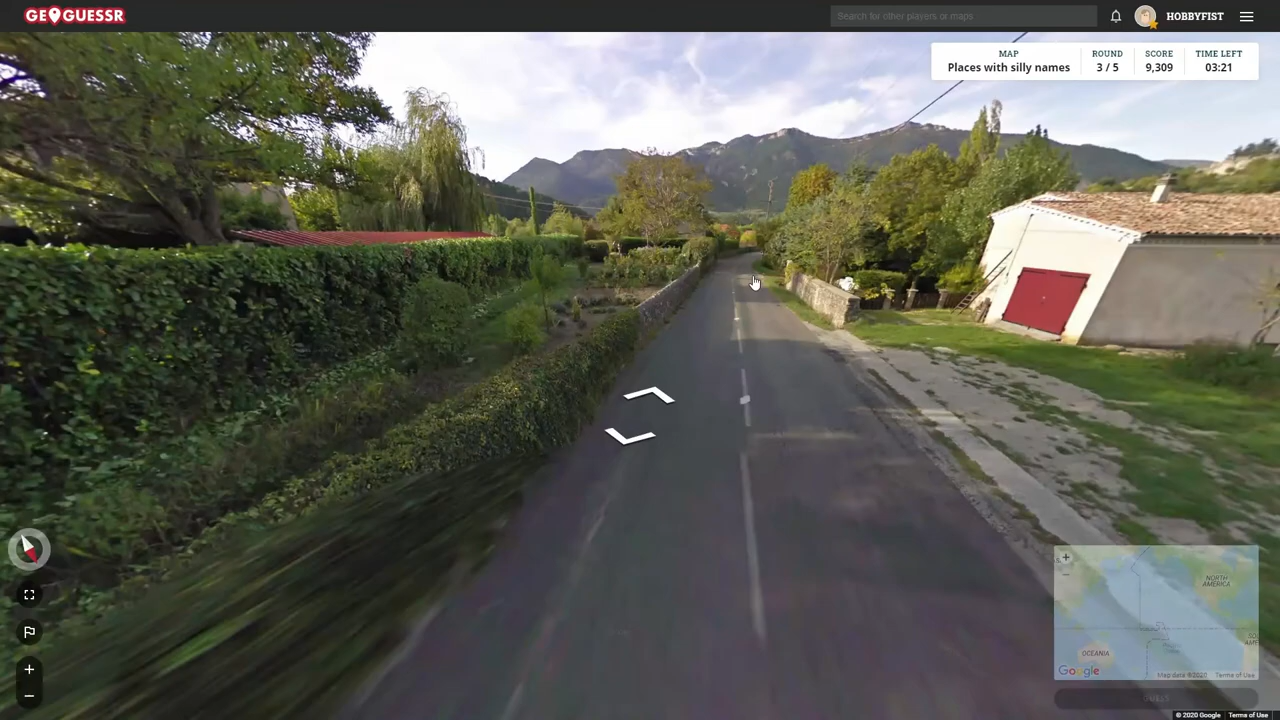 GEOGUESSR
Search for other players or maps
HOBBYFIST
MAP
Places with silly names
ROUND
3 / 5
SCORE
9,309
TIME LEFT
03:21
NORTH
AMERICA
OCEANIA
Google
Map data ©2020
Terms of Use
GUESS
© 2020 Google
Terms of Use